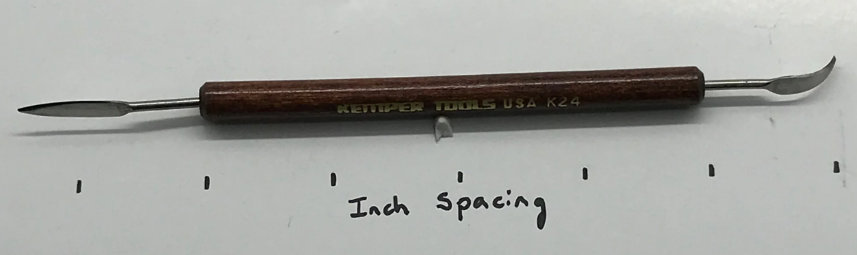 KEMPER TOOLS USA K24
Inch Spacing